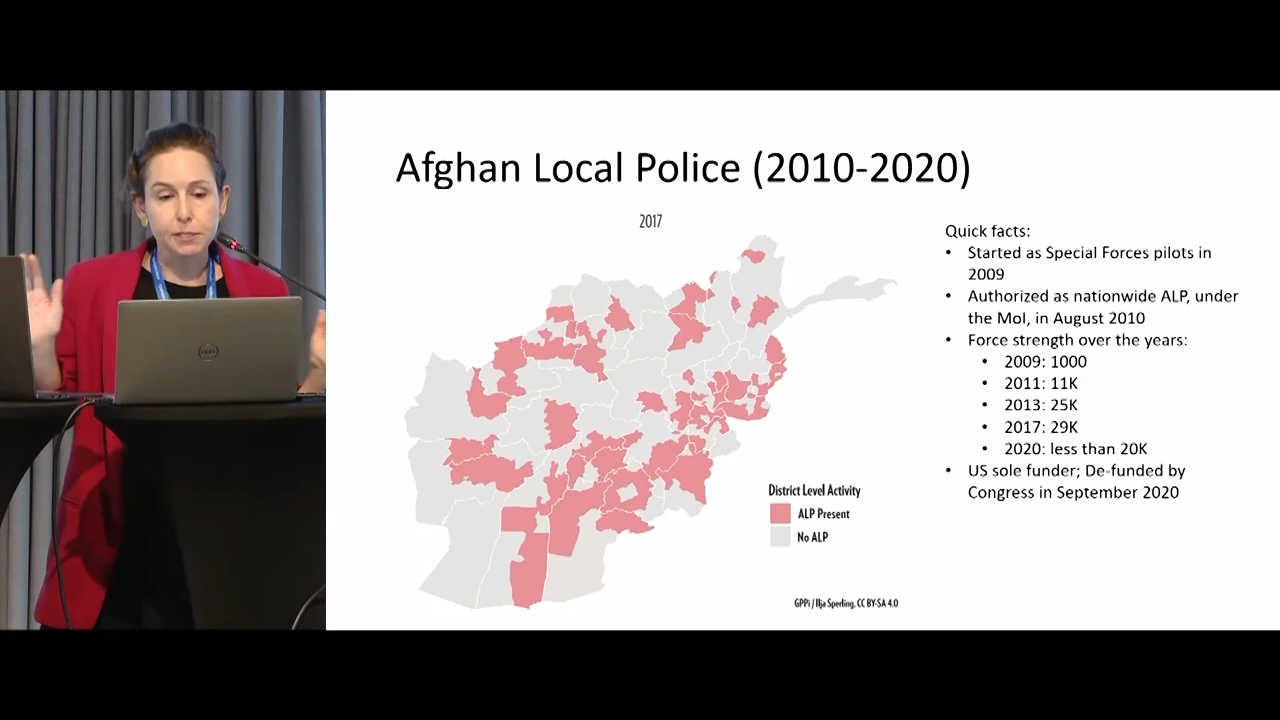 Afghan Local Police (2010-2020)
2017
Quick facts:
• Started as Special Forces pilots in
2009
• Authorized as nationwide ALP, under
the MoI, in August 2010
• Force strength over the years:
• 2009: 1000
• 2011: 11K
• 2013: 25K
• 2017: 29K
• 2020: less than 20K
• US sole funder; De-funded by
Congress in September 2020
District Level Activity
ALP Present
No ALP
GPPi / Ilja Sperling, CC BY-SA 4.0
DELL